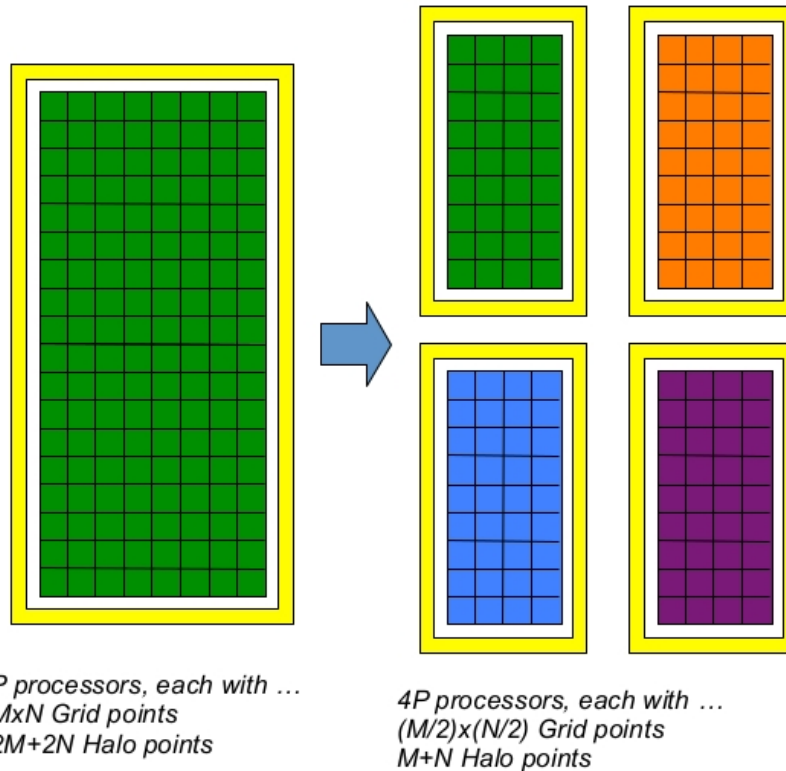 P processors, each with …
MxN Grid points
2M+2N Halo points
4P processors, each with …
(M/2)x(N/2) Grid points
M+N Halo points